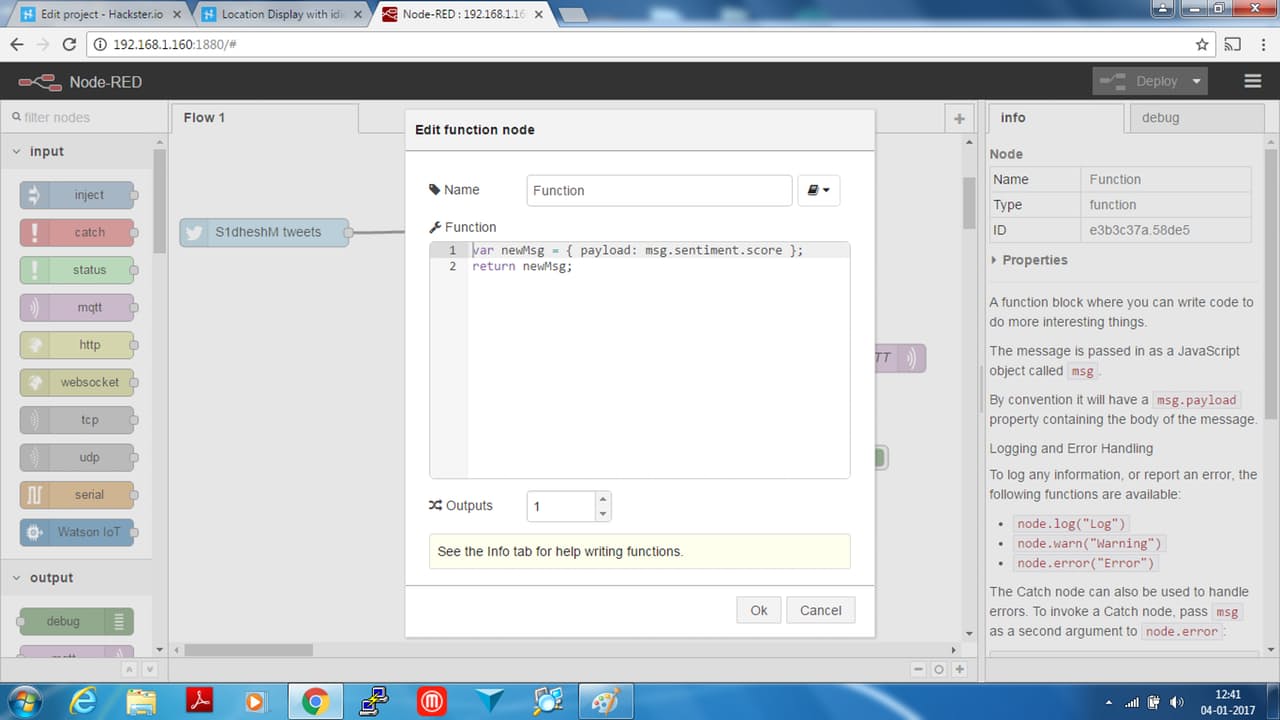 Edit project - Hackster.io
Location Display with idi
Node-RED : 192.168.1.16
192.168.1.160:1880/#
Node-RED
Deploy
filter nodes
Flow 1
input
inject
catch
status
mqtt
http
websocket
tcp
udp
serial
Watson IoT
output
debug
S1dheshM tweets
TT
Edit function node
Name
Function
Function
1 var newMsg = { payload: msg.sentiment.score };
2 return newMsg;
Outputs
1
See the Info tab for help writing functions.
Ok
Cancel
info
debug
Node
Name Function
Type function
ID e3b3c37a.58de5
Properties
A function block where you can write code to
do more interesting things.
The message is passed in as a JavaScript
object called msg.
By convention it will have a msg.payload
property containing the body of the message.
Logging and Error Handling
To log any information, or report an error, the
following functions are available:
• node.log("Log")
• node.warn("Warning")
• node.error("Error")
The Catch node can also be used to handle
errors. To invoke a Catch node, pass msg
as a second argument to node.error:
12:41
04-01-2017